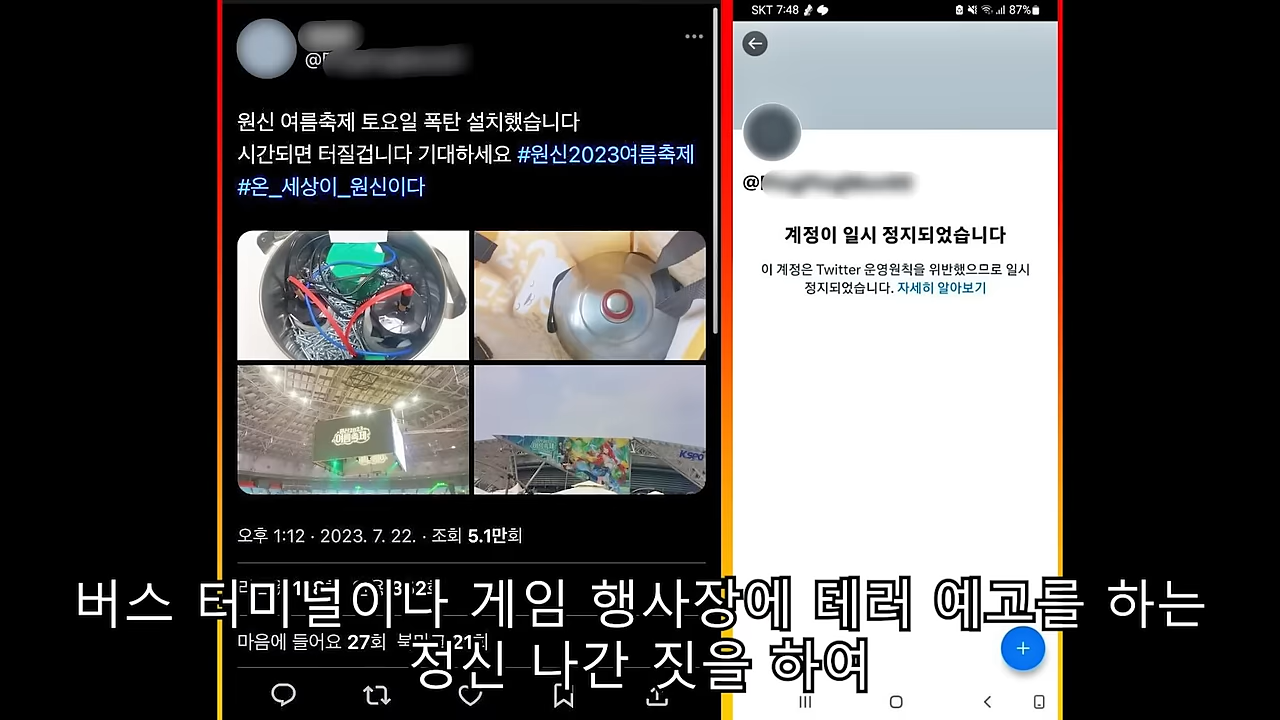 @
원신 여름축제 토요일 폭탄 설치했습니다
시간되면 터질겁니다 기대하세요 #원신2023여름축제
#온_세상이_원신이다
여름축제
KSPO
오후 1:12 · 2023. 7. 22. · 조회 5.1만회
마음에 들어요 27회 북마크 21회
SKT 7:48
87%
@
계정이 일시 정지되었습니다
이 계정은 Twitter 운영원칙을 위반했으므로 일시
정지되었습니다. 자세히 알아보기
버스 터미널이나 게임 행사장에 테러 예고를 하는
정신 나간 짓을 하여